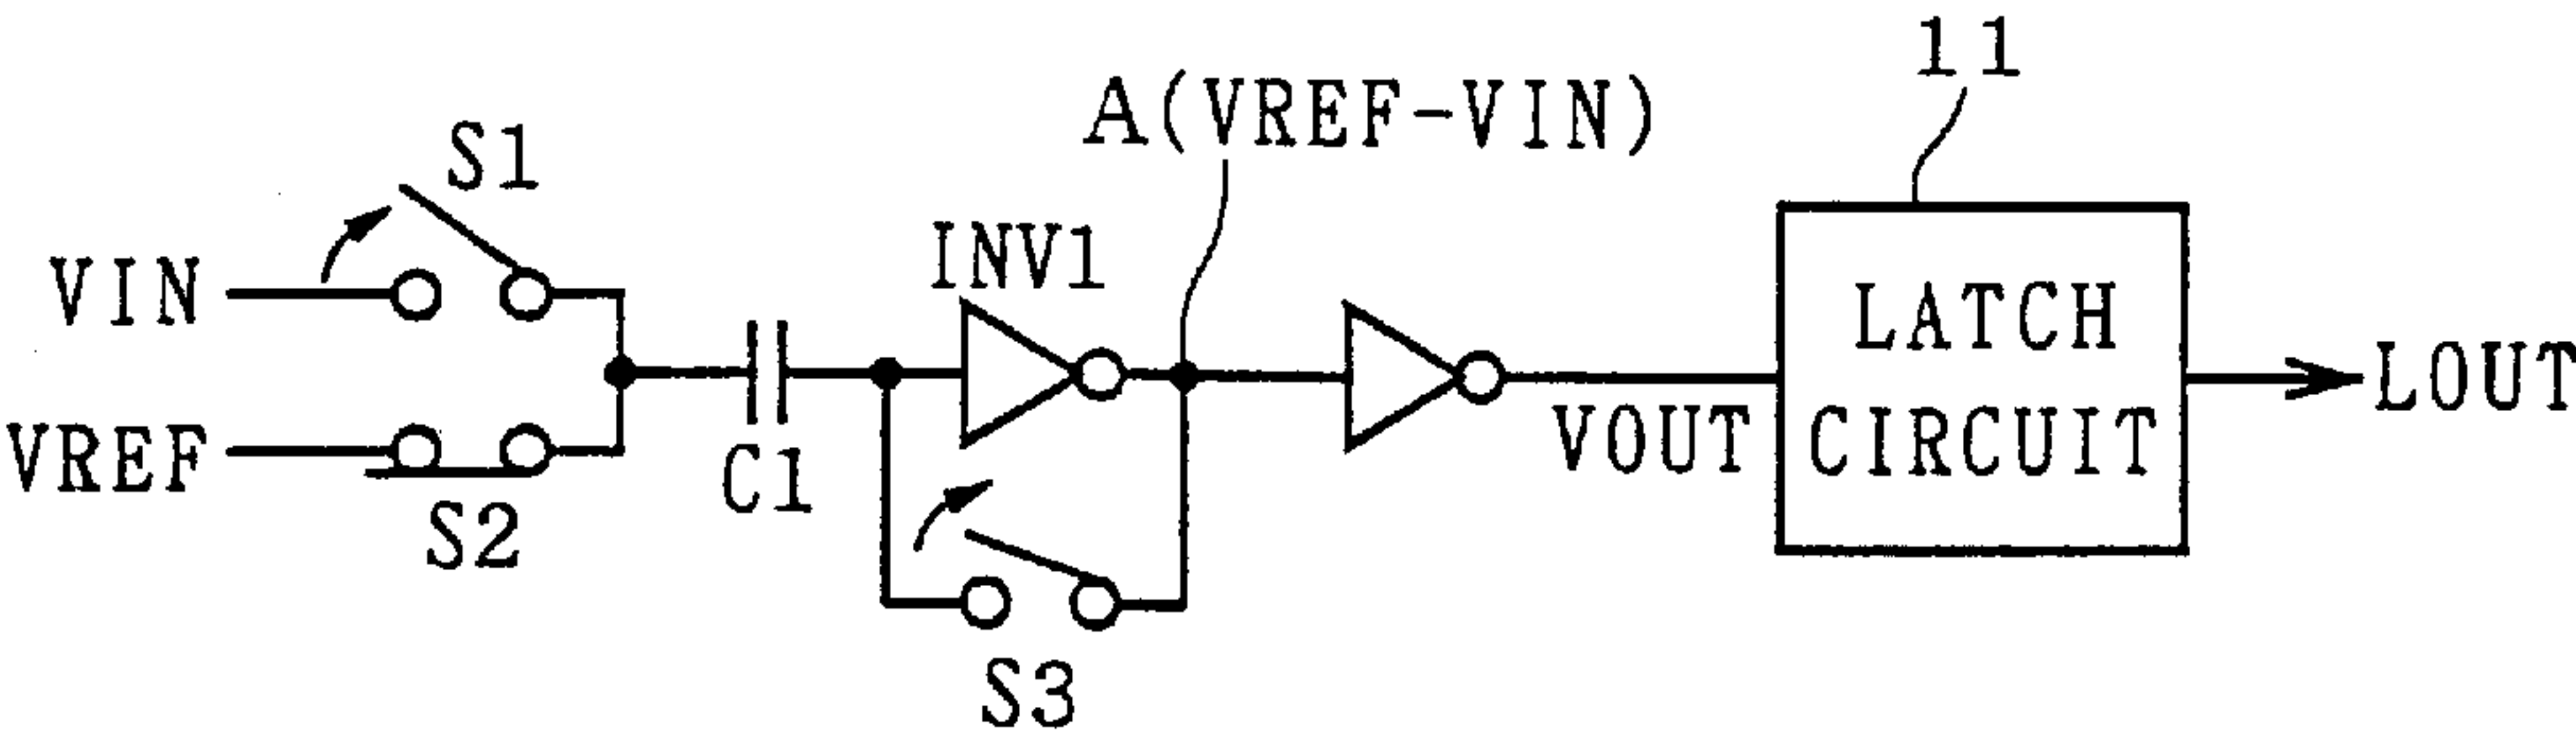 11
A(VREF-VIN)
S1
INV1
VIN
LATCH
CIRCUIT
LOUT
VREF
S2
C1
VOUT
S3